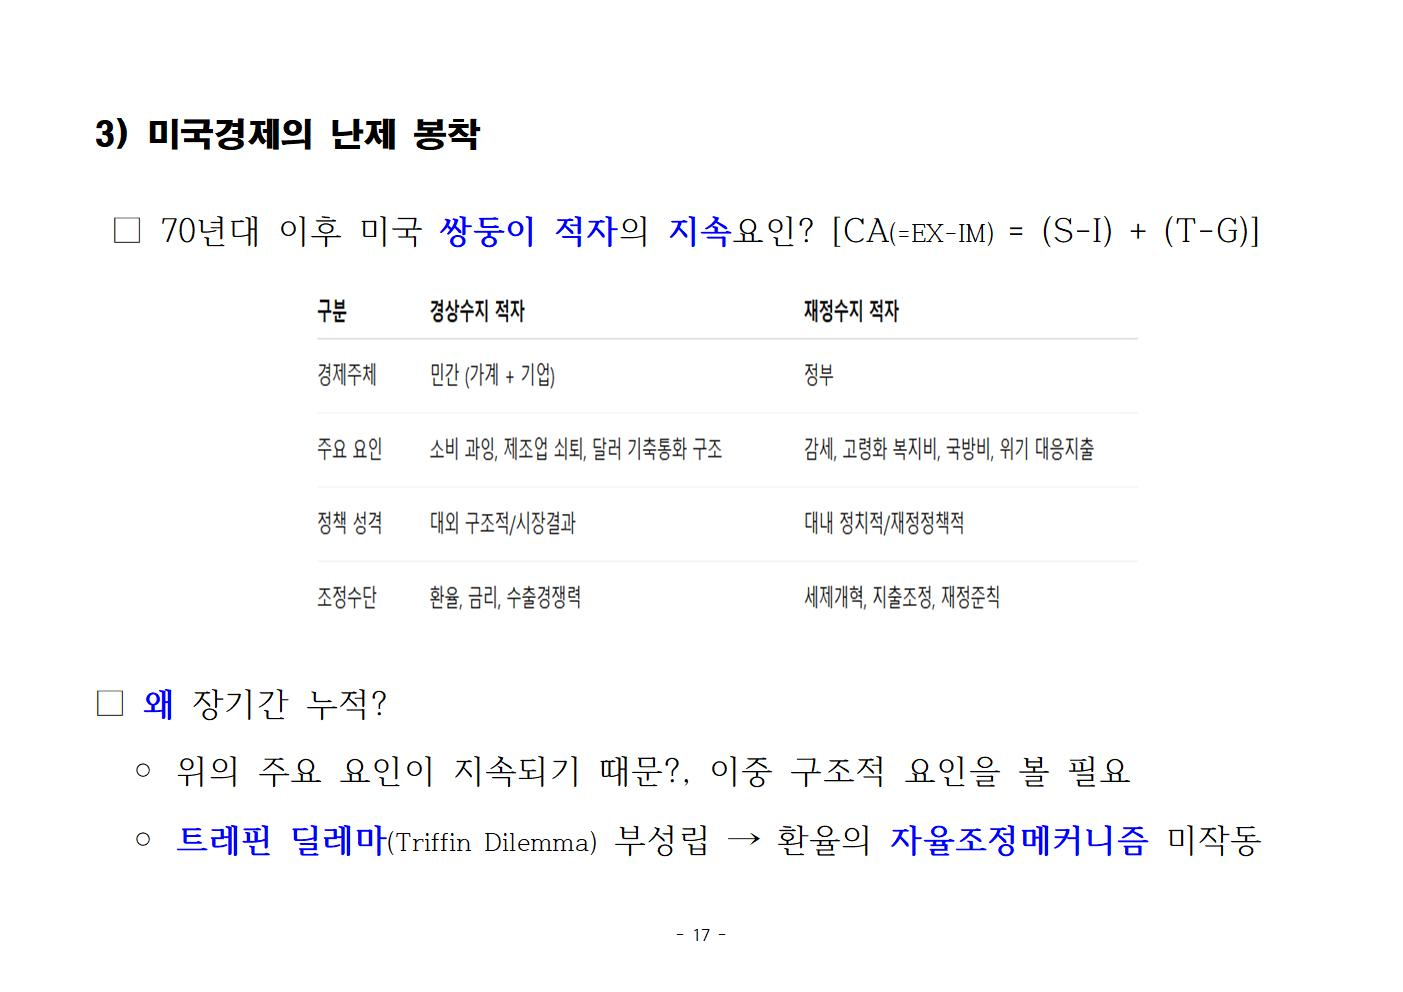 3) 미국경제의 난제 봉착
□ 70년대 이후 미국 쌍둥이 적자의 지속요인? [CA(=EX-IM) = (S-I) + (T-G)]
구분 경상수지 적자 재정수지 적자
경제주체 민간 (가계 + 기업) 정부
주요 요인 소비 과잉, 제조업 쇠퇴, 달러 기축통화 구조 감세, 고령화 복지비, 국방비, 위기 대응지출
정책 성격 대외 구조적/시장결과 대내 정치적/재정정책적
조정수단 환율, 금리, 수출경쟁력 세제개혁, 지출조정, 재정준칙
□ 왜 장기간 누적?
○ 위의 주요 요인이 지속되기 때문?, 이중 구조적 요인을 볼 필요
○ 트레핀 딜레마(Triffin Dilemma) 부성립 → 환율의 자율조정메커니즘 미작동
- 17 -